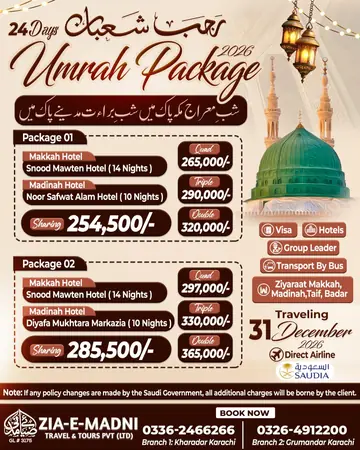 رجب شعبان
24 Days
2026
Umrah Package
شبِ معراج مکہ پاک میں شبِ براءت مدینے پاک میں
Package 01
Makkah Hotel
Snood Mawten Hotel ( 14 Nights )
Madinah Hotel
Noor Safwat Alam Hotel ( 10 Nights )
Sharing 254,500/-
Quad
265,000/-
Triple
290,000/-
Double
320,000/-
Package 02
Makkah Hotel
Snood Mawten Hotel ( 14 Nights )
Madinah Hotel
Diyafa Mukhtara Markazia ( 10 Nights )
Sharing 285,500/-
Quad
297,000/-
Triple
330,000/-
Double
365,000/-
Visa
Hotels
Group Leader
Transport By Bus
Ziyaraat Makkah,
Madinah,Taif, Badar
Traveling
31 December
2026
Direct Airline
السعودية
SAUDIA
Note: If any policy changes are made by the Saudi Government, all additional charges will be borne by the client.
GL # 3175
ZIA-E-MADNI
TRAVEL & TOURS PVT (LTD)
BOOK NOW
0336-2466266
Branch 1: Kharadar Karachi
0326-4912200
Branch 2: Grumandar Karachi